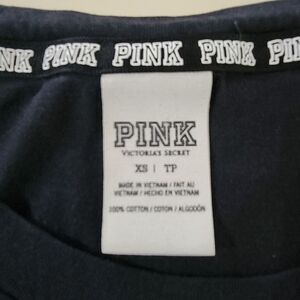 PINK PINK PINK PINK
PINK
VICTORIA'S SECRET
XS | TP
MADE IN VIETNAM / FAIT AU
VIETNAM / HECHO EN VIETNAM
100% COTTON / COTON / ALGODÓN